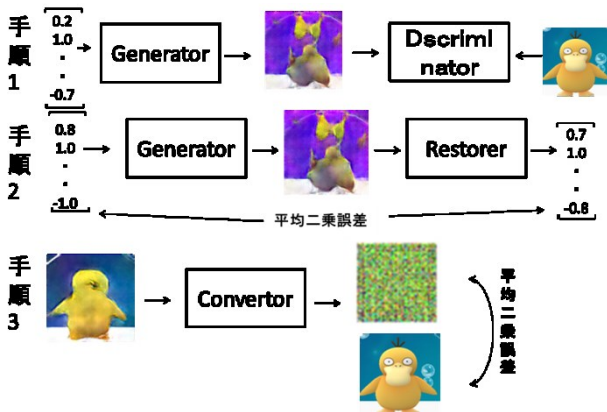 手順1
0.2
1.0
・
・
-0.7
Generator
Dscrimi
nator
手順2
0.8
1.0
・
・
-1.0
Generator
Restorer
0.7
1.0
・
・
-0.8
平均二乗誤差
手順3
Convertor
平均二乗誤差